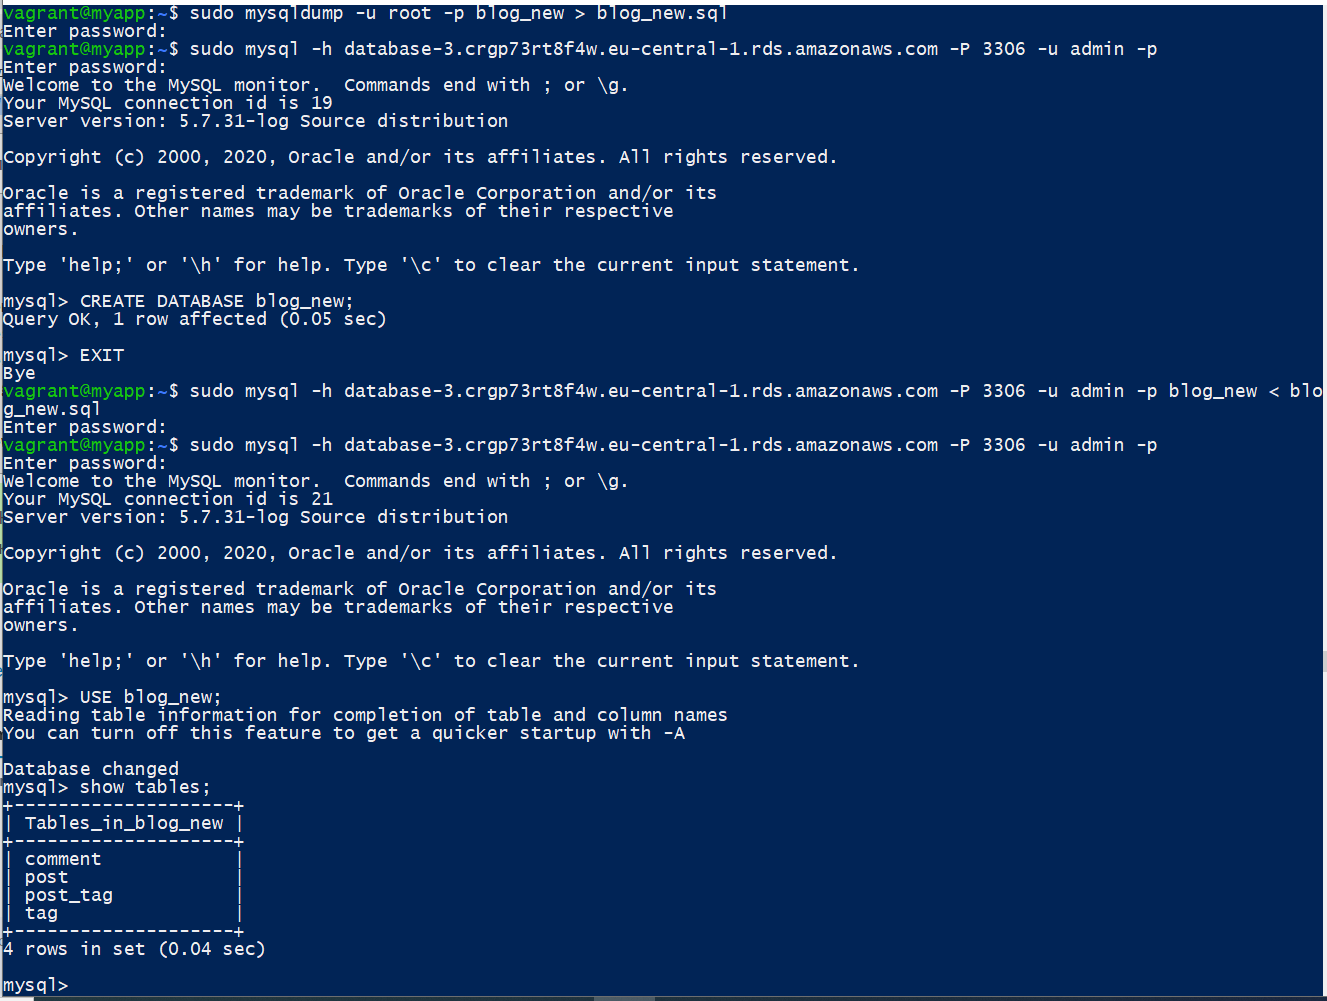 vagrant@myapp:~$ sudo mysqldump -u root -p blog_new > blog_new.sql
Enter password:
vagrant@myapp:~$ sudo mysql -h database-3.crgp73rt8f4w.eu-central-1.rds.amazonaws.com -P 3306 -u admin -p
Enter password:
Welcome to the MySQL monitor.  Commands end with ; or \g.
Your MySQL connection id is 19
Server version: 5.7.31-log Source distribution

Copyright (c) 2000, 2020, Oracle and/or its affiliates. All rights reserved.

Oracle is a registered trademark of Oracle Corporation and/or its
affiliates. Other names may be trademarks of their respective
owners.

Type 'help;' or '\h' for help. Type '\c' to clear the current input statement.

mysql> CREATE DATABASE blog_new;
Query OK, 1 row affected (0.05 sec)

mysql> EXIT
Bye
vagrant@myapp:~$ sudo mysql -h database-3.crgp73rt8f4w.eu-central-1.rds.amazonaws.com -P 3306 -u admin -p blog_new < blo
g_new.sql
Enter password:
vagrant@myapp:~$ sudo mysql -h database-3.crgp73rt8f4w.eu-central-1.rds.amazonaws.com -P 3306 -u admin -p
Enter password:
Welcome to the MySQL monitor.  Commands end with ; or \g.
Your MySQL connection id is 21
Server version: 5.7.31-log Source distribution

Copyright (c) 2000, 2020, Oracle and/or its affiliates. All rights reserved.

Oracle is a registered trademark of Oracle Corporation and/or its
affiliates. Other names may be trademarks of their respective
owners.

Type 'help;' or '\h' for help. Type '\c' to clear the current input statement.

mysql> USE blog_new;
Reading table information for completion of table and column names
You can turn off this feature to get a quicker startup with -A

Database changed
mysql> show tables;
+--------------------+
| Tables_in_blog_new |
+--------------------+
| comment            |
| post               |
| post_tag           |
| tag                |
+--------------------+
4 rows in set (0.04 sec)

mysql>